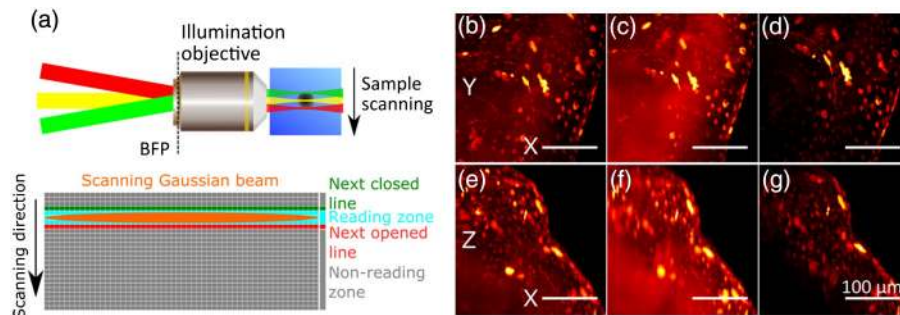 (a)
Illumination
objective
Sample
scanning
BFP
Scanning direction
Scanning Gaussian beam
Next closed
line
Reading zone
Next opened
line
Non-reading
zone
(b)
(c)
(d)
Y
X
(e)
(f)
(g)
Z
X
100 μm